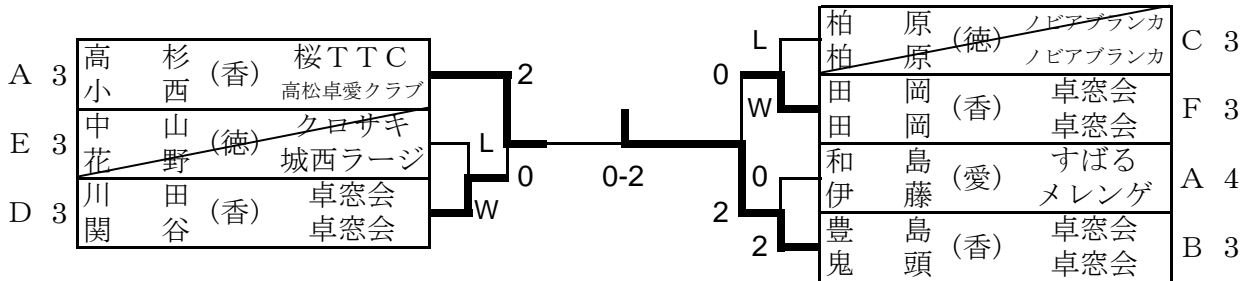 A 3 高 杉 (香) 桜TTC
小 西 高松卓愛クラブ
E 3 中 山 (徳) クロサキ
花 野 城西ラージ
D 3 川 田 (香) 卓窓会
関 谷 卓窓会
2
L
0
W
0-2
L
0
W
0
2
2
柏 原 (徳) ノビアブランカ C 3
柏 原 ノビアブランカ
田 岡 (香) 卓窓会 F 3
田 岡 卓窓会
和 島 (愛) すばる A 4
伊 藤 メレンゲ
豊 島 (香) 卓窓会 B 3
鬼 頭 卓窓会